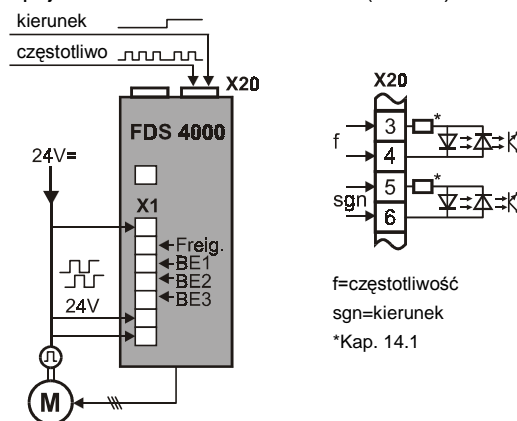 kierunek
częstotliwo
X20
FDS 4000
24V=
X1
Freig.
BE1
BE2
BE3
24V
M
X20
f
3
*
4
sgn
5
*
6
f=częstotliwość
sgn=kierunek
*Kap. 14.1